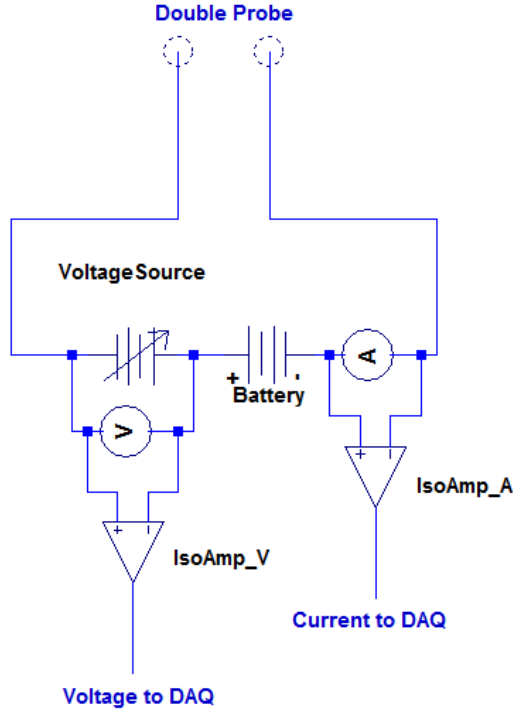 Double Probe
VoltageSource
+
A
+ -
Battery
V
+ -
IsoAmp_A
+ -
IsoAmp_V
Current to DAQ
Voltage to DAQ